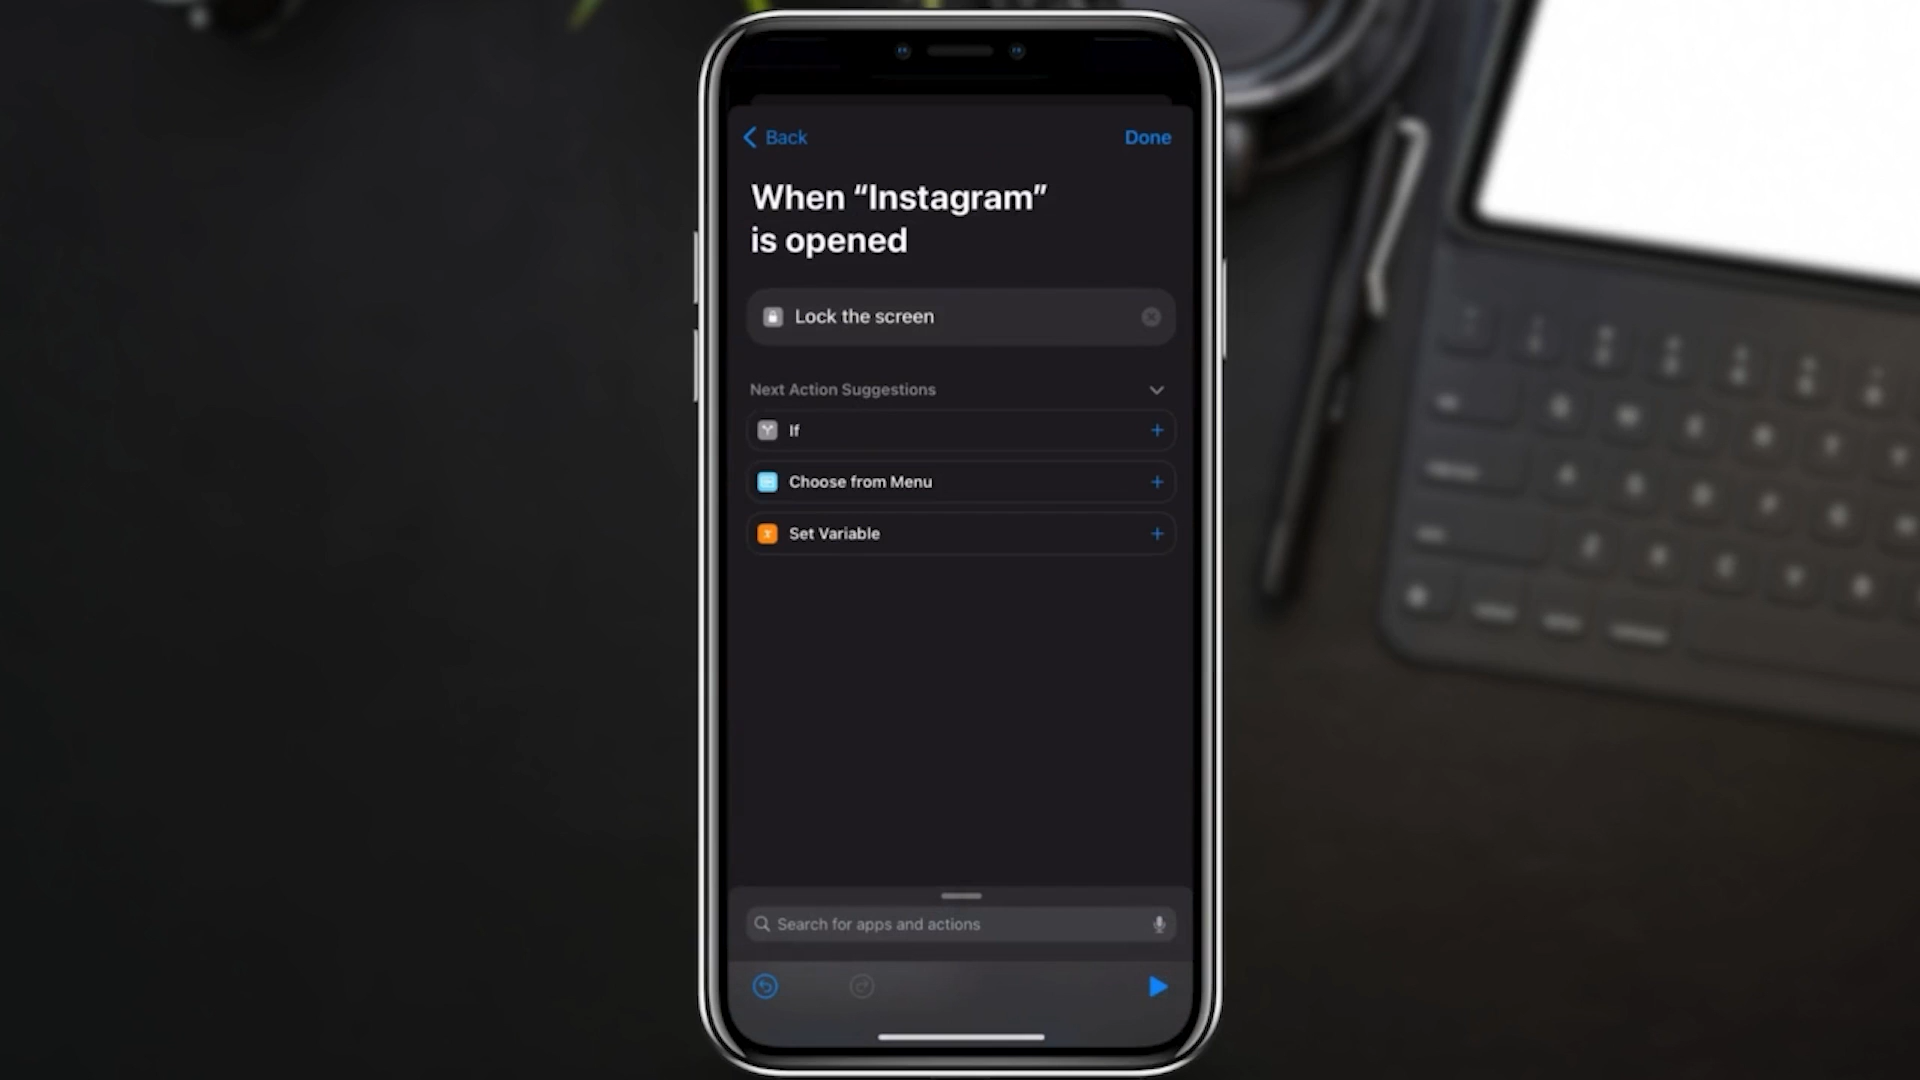 Back
Done
When “Instagram”
is opened
Lock the screen
Next Action Suggestions
If
Choose from Menu
Set Variable
Search for apps and actions